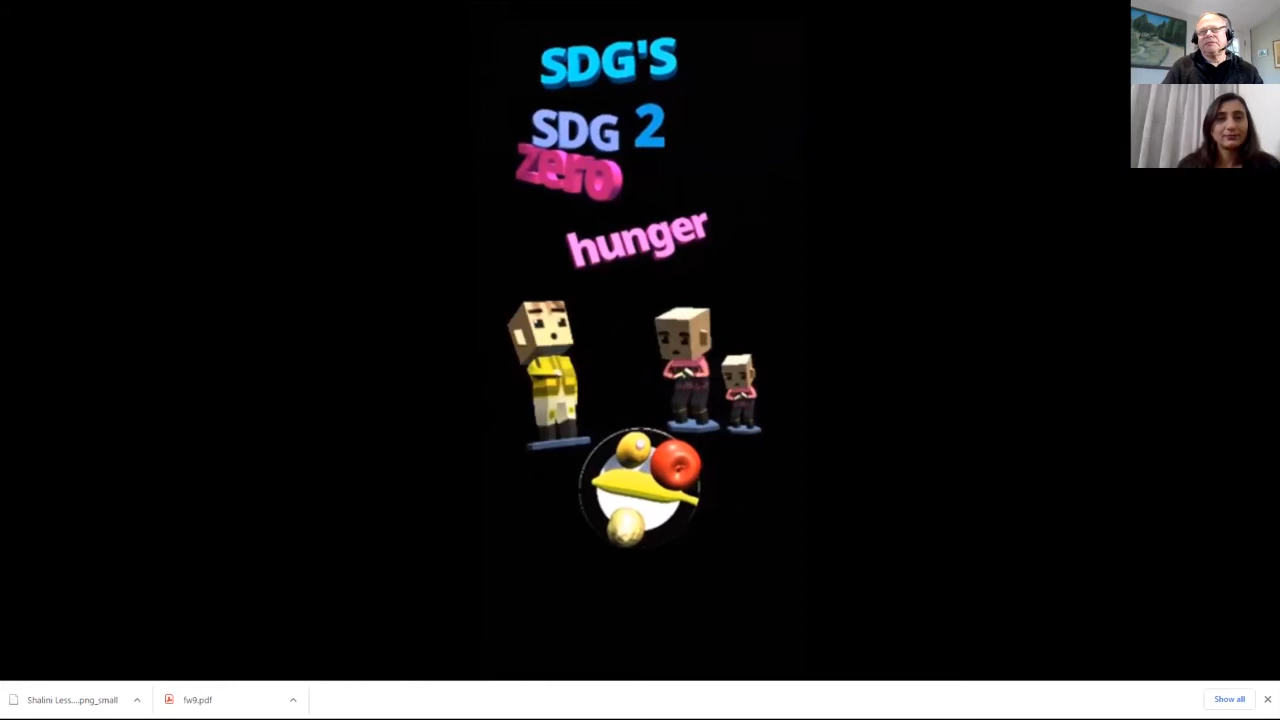 SDG'S
SDG 2
zero
hunger
Shalini Less....png_small
fw9.pdf
Show all